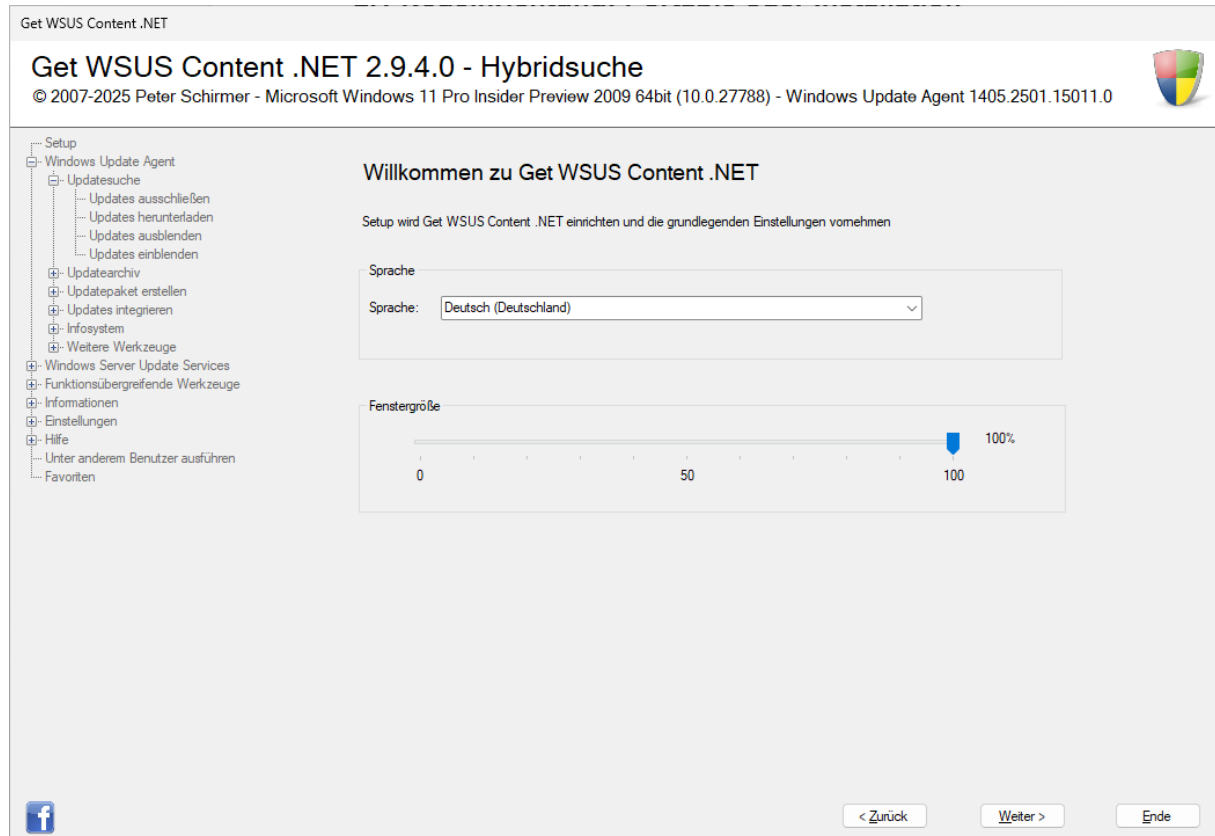 Get WSUS Content .NET
Get WSUS Content .NET 2.9.4.0 - Hybridsuche
© 2007-2025 Peter Schirmer - Microsoft Windows 11 Pro Insider Preview 2009 64bit (10.0.27788) - Windows Update Agent 1405.2501.15011.0
Setup
Windows Update Agent
Updatesuche
Updates ausschließen
Updates herunterladen
Updates ausblenden
Updates einblenden
Updatearchiv
Updatepaket erstellen
Updates integrieren
Infosystem
Weitere Werkzeuge
Windows Server Update Services
Funktionsübergreifende Werkzeuge
Informationen
Einstellungen
Hilfe
Unter anderem Benutzer ausführen
Favoriten
Willkommen zu Get WSUS Content .NET
Setup wird Get WSUS Content .NET einrichten und die grundlegenden Einstellungen vornehmen
Sprache
Sprache: Deutsch (Deutschland)
Fenstergröße
100%
0 50 100
< Zurück Weiter > Ende